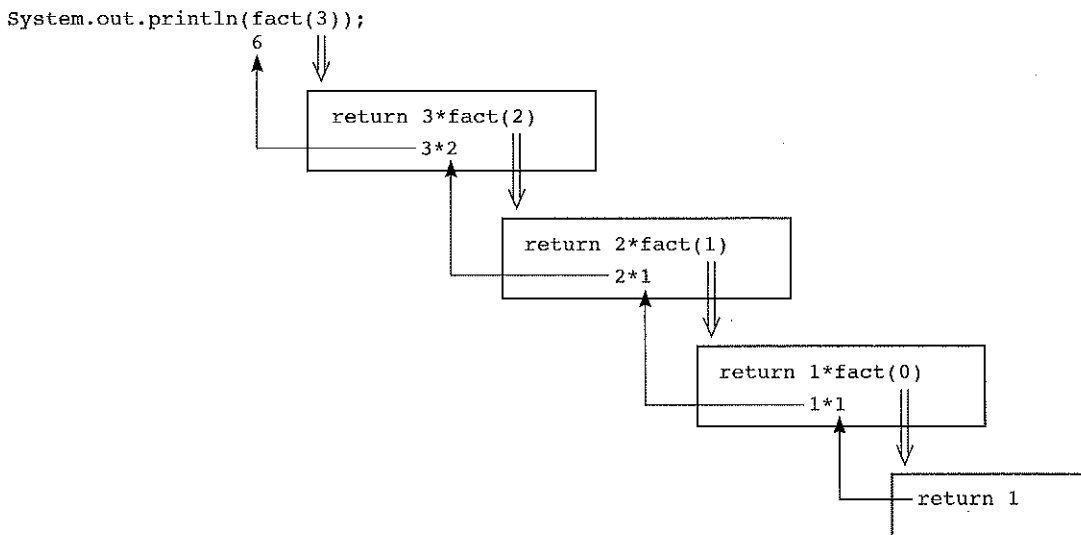 System.out.println(fact(3));
6
return 3*fact(2)
3*2
return 2*fact(1)
2*1
return 1*fact(0)
1*1
return 1